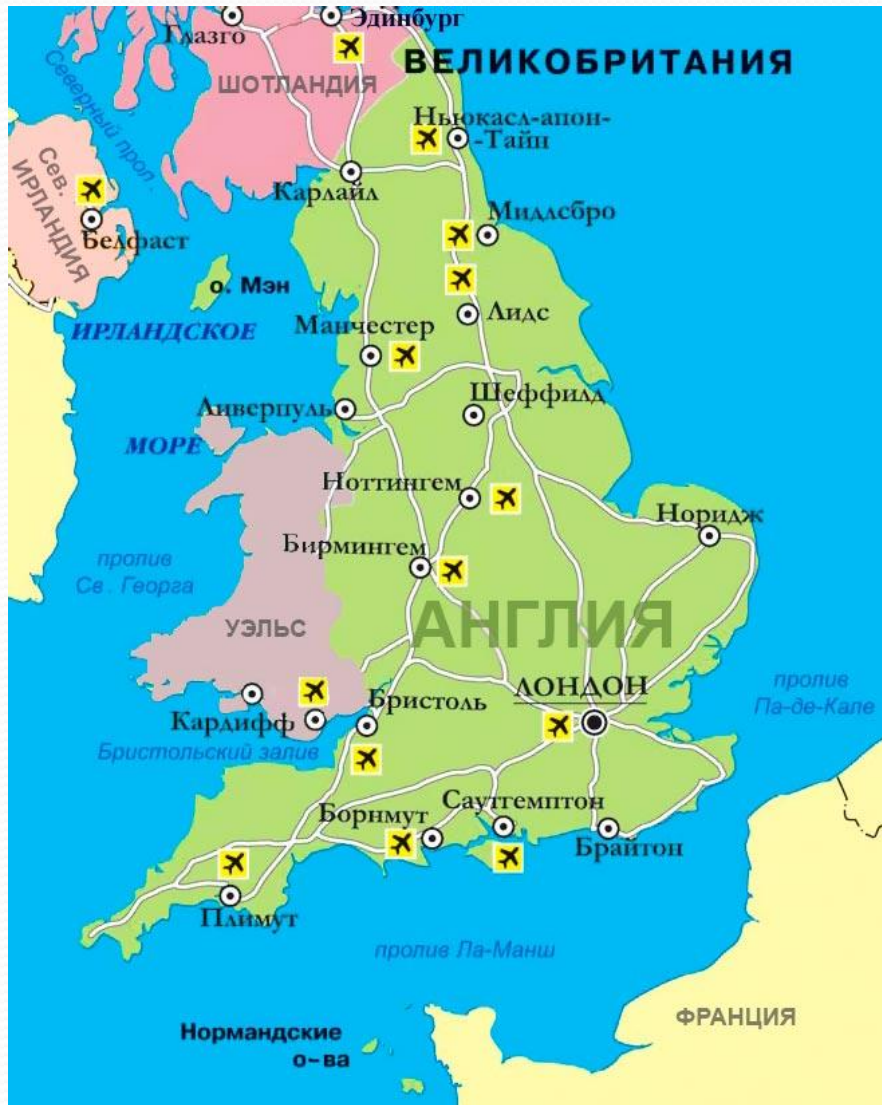 Эдинбург
Глазго
ВЕЛИКОБРИТАНИЯ
ШОТЛАНДИЯ
Северный прол.
Ньюкасл-апон-
-Тайн
Карлайл
Сев.
ИРЛАНДИЯ
Белфаст
Мидлсбро
о. Мэн
ИРЛАНДСКОЕ
МОРЕ
Лидс
Манчестер
Ливерпуль
Шеффилд
Ноттингем
Норидж
Бирмингем
пролив
Св. Георга
АНГЛИЯ
УЭЛЬС
ЛОНДОН
пролив
Па-де-Кале
Кардифф
Бристоль
Бристольский залив
Саутгемптон
Борнмут
Брайтон
Плимут
пролив Ла-Манш
ФРАНЦИЯ
Нормандские
о-ва